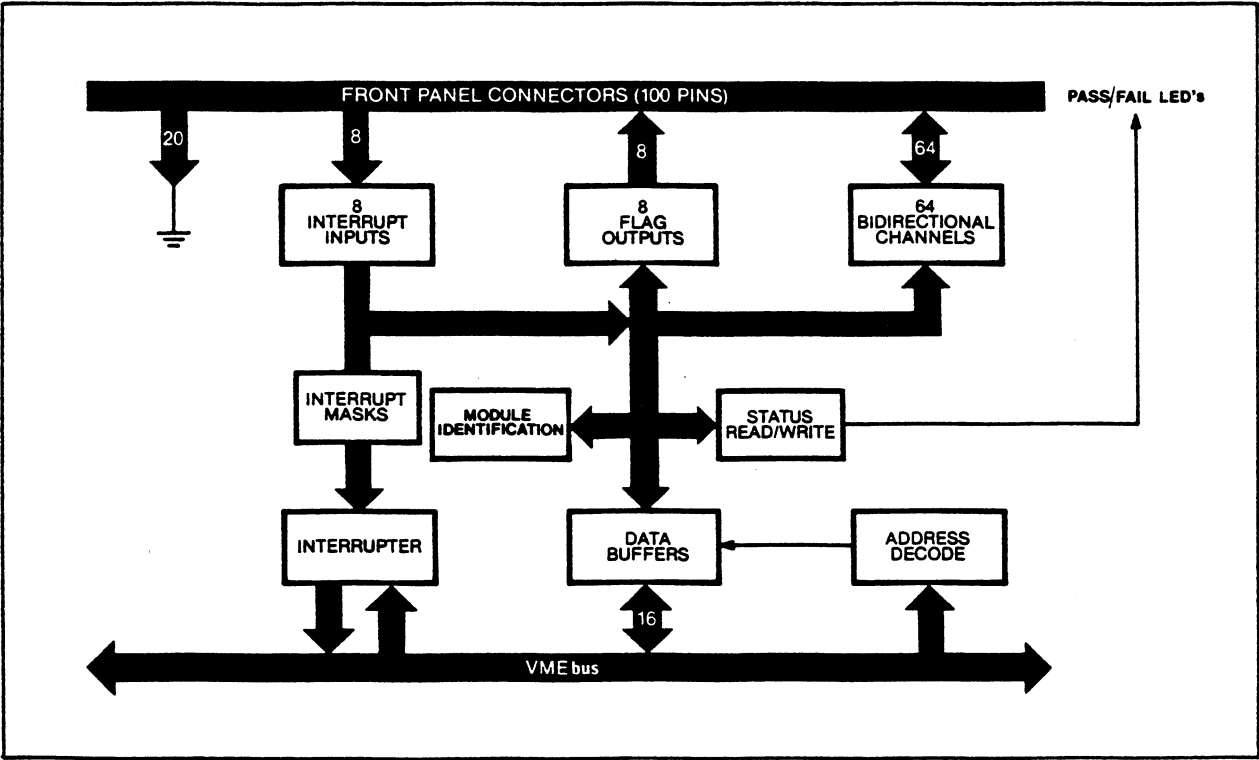 FRONT PANEL CONNECTORS (100 PINS)
PASS/FAIL LED's
20
8
8
64
8
INTERRUPT
INPUTS
8
FLAG
OUTPUTS
64
BIDIRECTIONAL
CHANNELS
INTERRUPT
MASKS
MODULE
IDENTIFICATION
STATUS
READ/WRITE
INTERRUPTER
DATA
BUFFERS
ADDRESS
DECODE
16
VMEbus